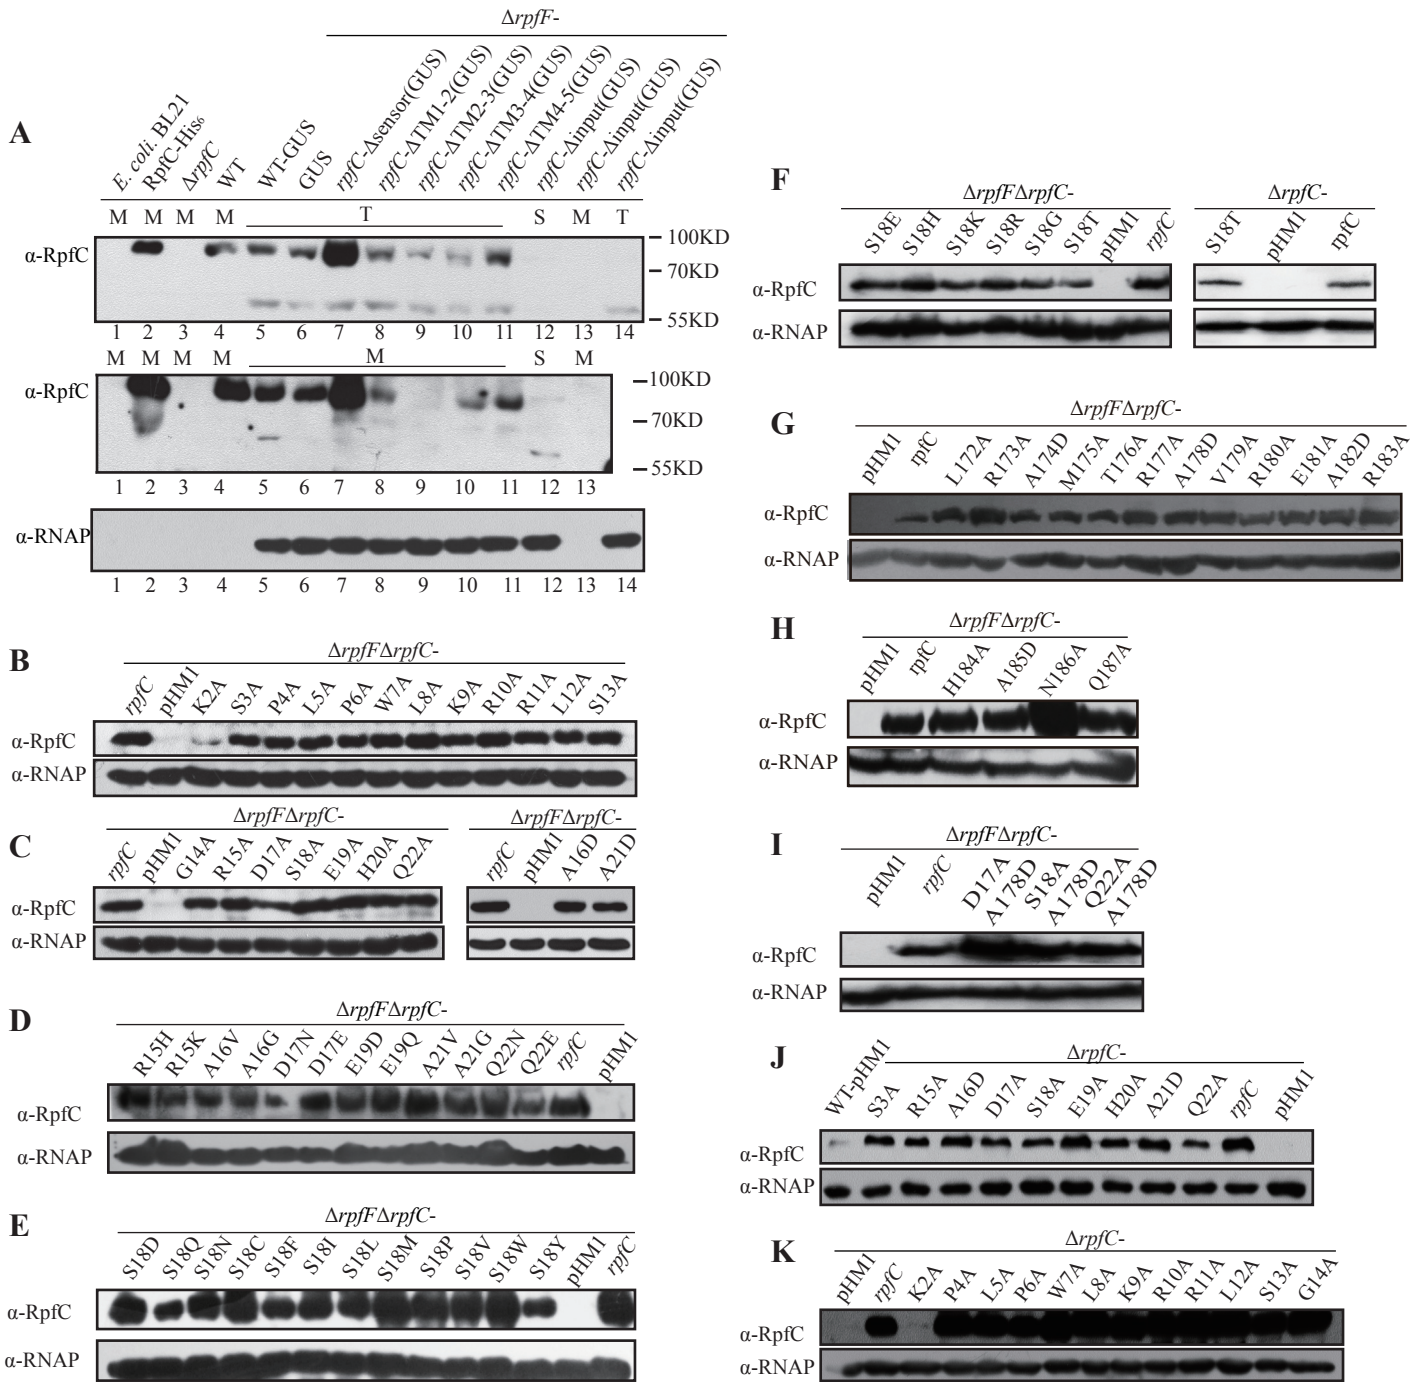 ΔrpfF-
A
E. coli. BL21
RpfC-His6
ΔrpfC
WT
WT-GUS
GUS
rpfC-Δsensor(GUS)
rpfC-ΔTM1-2(GUS)
rpfC-ΔTM2-3(GUS)
rpfC-ΔTM3-4(GUS)
rpfC-ΔTM4-5(GUS)
rpfC-Δinput(GUS)
rpfC-Δinput(GUS)
rpfC-Δinput(GUS)
M M M M T S M T
α-RpfC
100KD
70KD
55KD
1 2 3 4 5 6 7 8 9 10 11 12 13 14
M M M M M S M
α-RpfC
100KD
70KD
55KD
1 2 3 4 5 6 7 8 9 10 11 12 13
α-RNAP
1 2 3 4 5 6 7 8 9 10 11 12 13 14
B
ΔrpfFΔrpfC-
rpfC pHM1 K2A S3A P4A L5A P6A W7A L8A K9A R10A R11A L12A S13A
α-RpfC
α-RNAP
C
ΔrpfFΔrpfC-
rpfC pHM1 G14A R15A D17A S18A E19A H20A Q22A
ΔrpfFΔrpfC-
rpfC pHM1 A16D A21D
α-RpfC
α-RNAP
D
ΔrpfFΔrpfC-
R15H R15K A16V A16G D17N D17E E19D E19Q A21V A21G Q22N Q22E rpfC pHM1
α-RpfC
α-RNAP
E
ΔrpfFΔrpfC-
S18D S18Q S18N S18C S18F S18I S18L S18M S18P S18V S18W S18Y pHM1 rpfC
α-RpfC
α-RNAP
F
ΔrpfFΔrpfC-
S18E S18H S18K S18R S18G S18T pHM1 rpfC
ΔrpfC-
S18T pHM1 rpfC
α-RpfC
α-RNAP
G
ΔrpfFΔrpfC-
pHM1 rpfC L172A R173A A174D M175A T176A R177A A178D V179A R180A E181A A182D R183A
α-RpfC
α-RNAP
H
ΔrpfFΔrpfC-
pHM1 rpfC H184A A185D N186A Q187A
α-RpfC
α-RNAP
I
ΔrpfFΔrpfC-
pHM1 rpfC D17A A178D S18A A178D Q22A A178D
α-RpfC
α-RNAP
J
ΔrpfC-
WT-pHM1 S3A R15A A16D D17A S18A E19A H20A A21D Q22A rpfC pHM1
α-RpfC
α-RNAP
K
ΔrpfC-
pHM1 rpfC K2A P4A L5A P6A W7A L8A K9A R10A R11A L12A S13A G14A
α-RpfC
α-RNAP